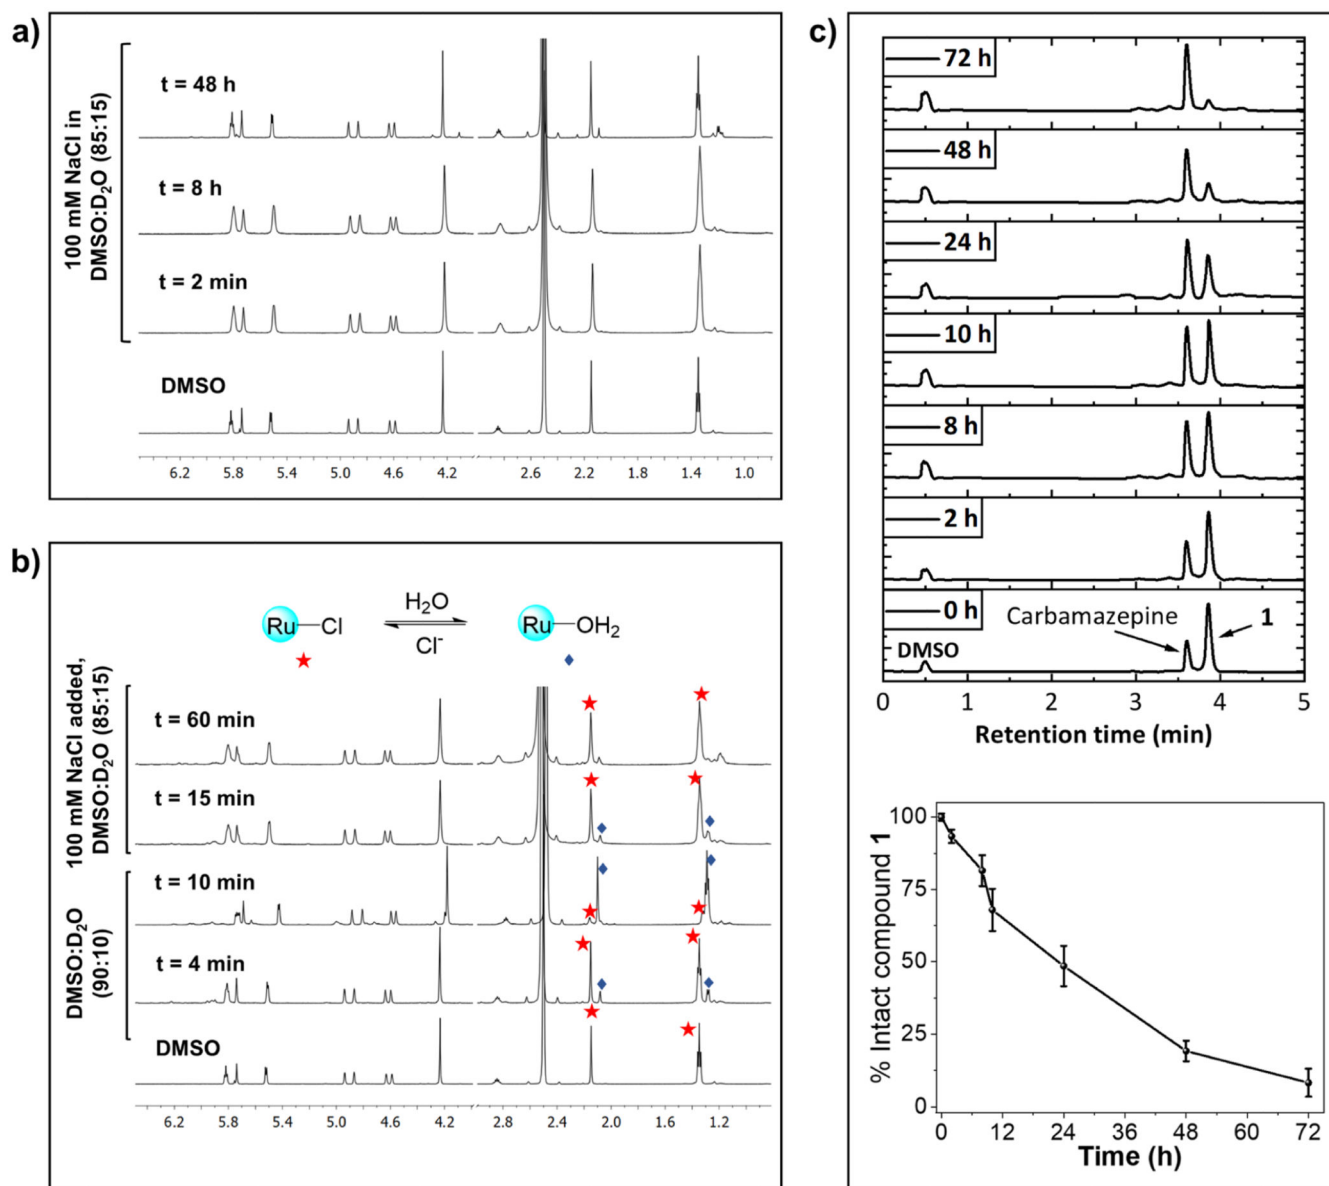 a)
100 mM NaCl in
DMSO:D₂O (85:15)
t = 48 h
t = 8 h
t = 2 min
DMSO
6.2 5.8 5.4 5.0 4.6 4.2 3.0 2.6 2.2 1.8 1.4 1.0
b)
Ru—Cl
H₂O
Cl⁻
Ru—OH₂
100 mM NaCl added,
DMSO:D₂O (85:15)
t = 60 min
t = 15 min
DMSO:D₂O
(90:10)
t = 10 min
t = 4 min
DMSO
6.2 5.8 5.4 5.0 4.6 4.2 2.8 2.4 2.0 1.6 1.2
c)
72 h
48 h
24 h
10 h
8 h
2 h
0 h
Carbamazepine
1
DMSO
0 1 2 3 4 5
Retention time (min)
% Intact compound 1
100
75
50
25
0
0 12 24 36 48 60 72
Time (h)